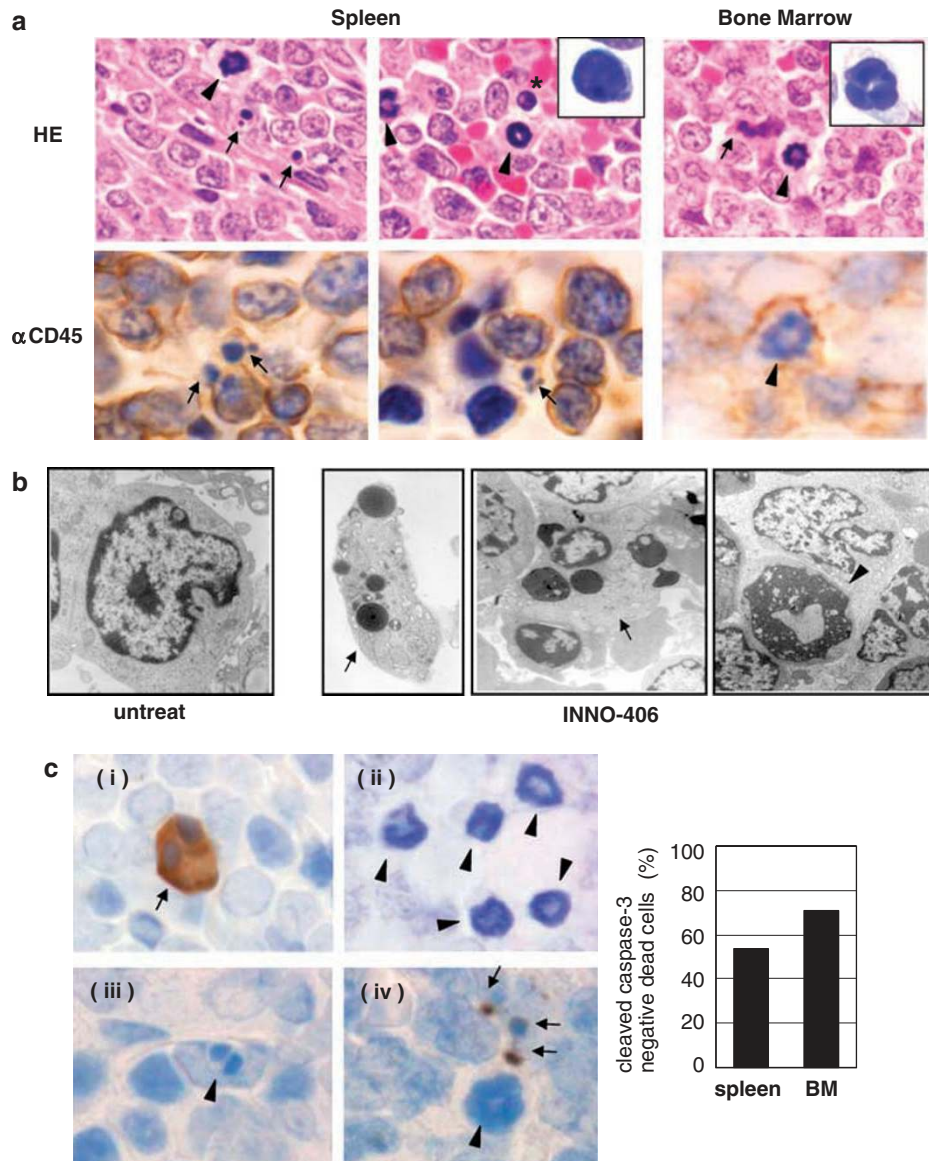 a
Spleen
Bone Marrow
HE
*
αCD45
b
untreat
INNO-406
c
( i )
( ii )
( iii )
( iv )
cleaved caspase-3
negative dead cells (%)
100
80
60
40
20
0
spleen
BM